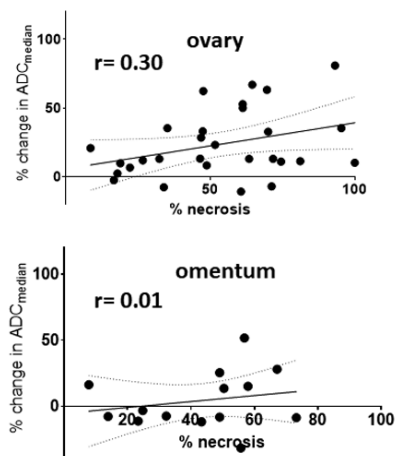 ovary
r= 0.30
% change in ADCmedian
100
50
0
50
100
% necrosis
omentum
r= 0.01
% change in ADCmedian
100
50
0
20
40
60
80
100
% necrosis